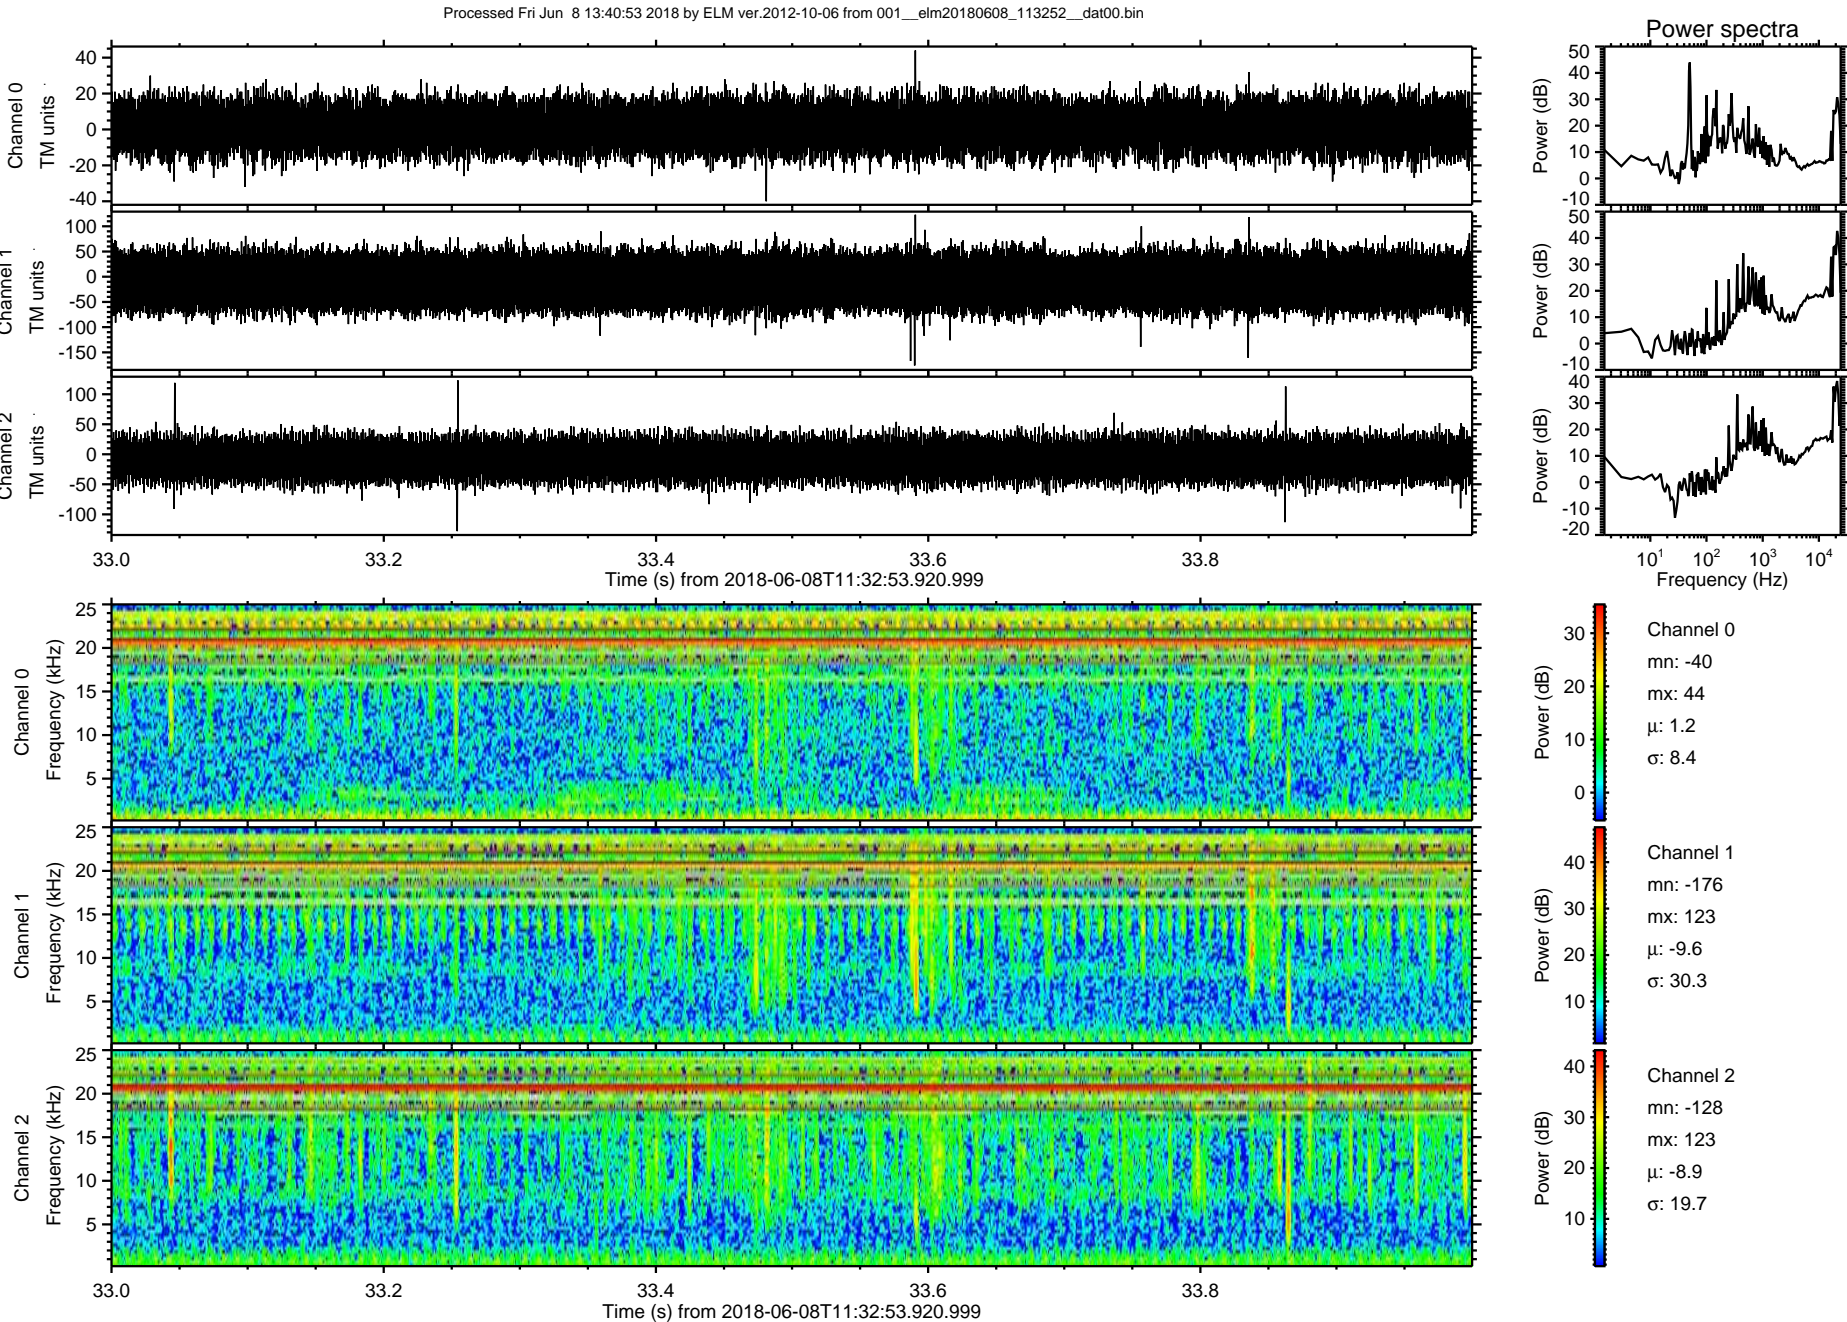 Processed Fri Jun  8 13:40:53 2018 by ELM ver.2012-10-06 from 001__elm20180608_113252__dat00.bin
Power spectra
Channel 0
TM units
40
20
0
-20
-40
Power (dB)
50
40
30
20
10
0
-10
Channel 1
TM units
100
50
0
-50
-100
-150
Power (dB)
50
40
30
20
10
0
-10
Channel 2
TM units
100
50
0
-50
-100
Power (dB)
40
30
20
10
0
-10
-20
33.0 33.2 33.4 33.6 33.8
Time (s) from 2018-06-08T11:32:53.920.999
10^1 10^2 10^3 10^4
Frequency (Hz)
Channel 0
Frequency (kHz)
25
20
15
10
5
Power (dB)
30
20
10
0
Channel 0
mn: -40
mx: 44
μ: 1.2
σ: 8.4
Channel 1
Frequency (kHz)
25
20
15
10
5
Power (dB)
40
30
20
10
Channel 1
mn: -176
mx: 123
μ: -9.6
σ: 30.3
Channel 2
Frequency (kHz)
25
20
15
10
5
Power (dB)
40
30
20
10
Channel 2
mn: -128
mx: 123
μ: -8.9
σ: 19.7
33.0 33.2 33.4 33.6 33.8
Time (s) from 2018-06-08T11:32:53.920.999